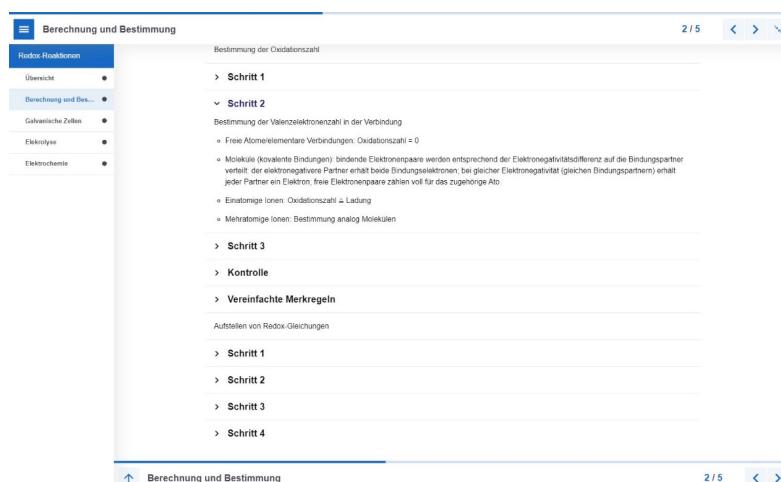 Berechnung und Bestimmung
2 / 5
Redox-Reaktionen
Übersicht
Berechnung und Bes...
Galvanische Zellen
Elekrolyse
Elektrochemie
Bestimmung der Oxidationszahl
Schritt 1
Schritt 2
Bestimmung der Valenzelektronenzahl in der Verbindung
Freie Atome/elementare Verbindungen: Oxidationszahl = 0
Moleküle (kovalente Bindungen): bindende Elektronenpaare werden entsprechend der Elektronegativitätsdifferenz auf die Bindungspartner
verteilt: der elektronegativere Partner erhält beide Bindungselektronen; bei gleicher Elektronegativität (gleichen Bindungspartnern) erhält
jeder Partner ein Elektron; freie Elektronenpaare zählen voll für das zugehörige Ato
Einatomige Ionen: Oxidationszahl ≙ Ladung
Mehratomige Ionen: Bestimmung analog Molekülen
Schritt 3
Kontrolle
Vereinfachte Merkregeln
Aufstellen von Redox-Gleichungen
Schritt 1
Schritt 2
Schritt 3
Schritt 4
Berechnung und Bestimmung
2 / 5